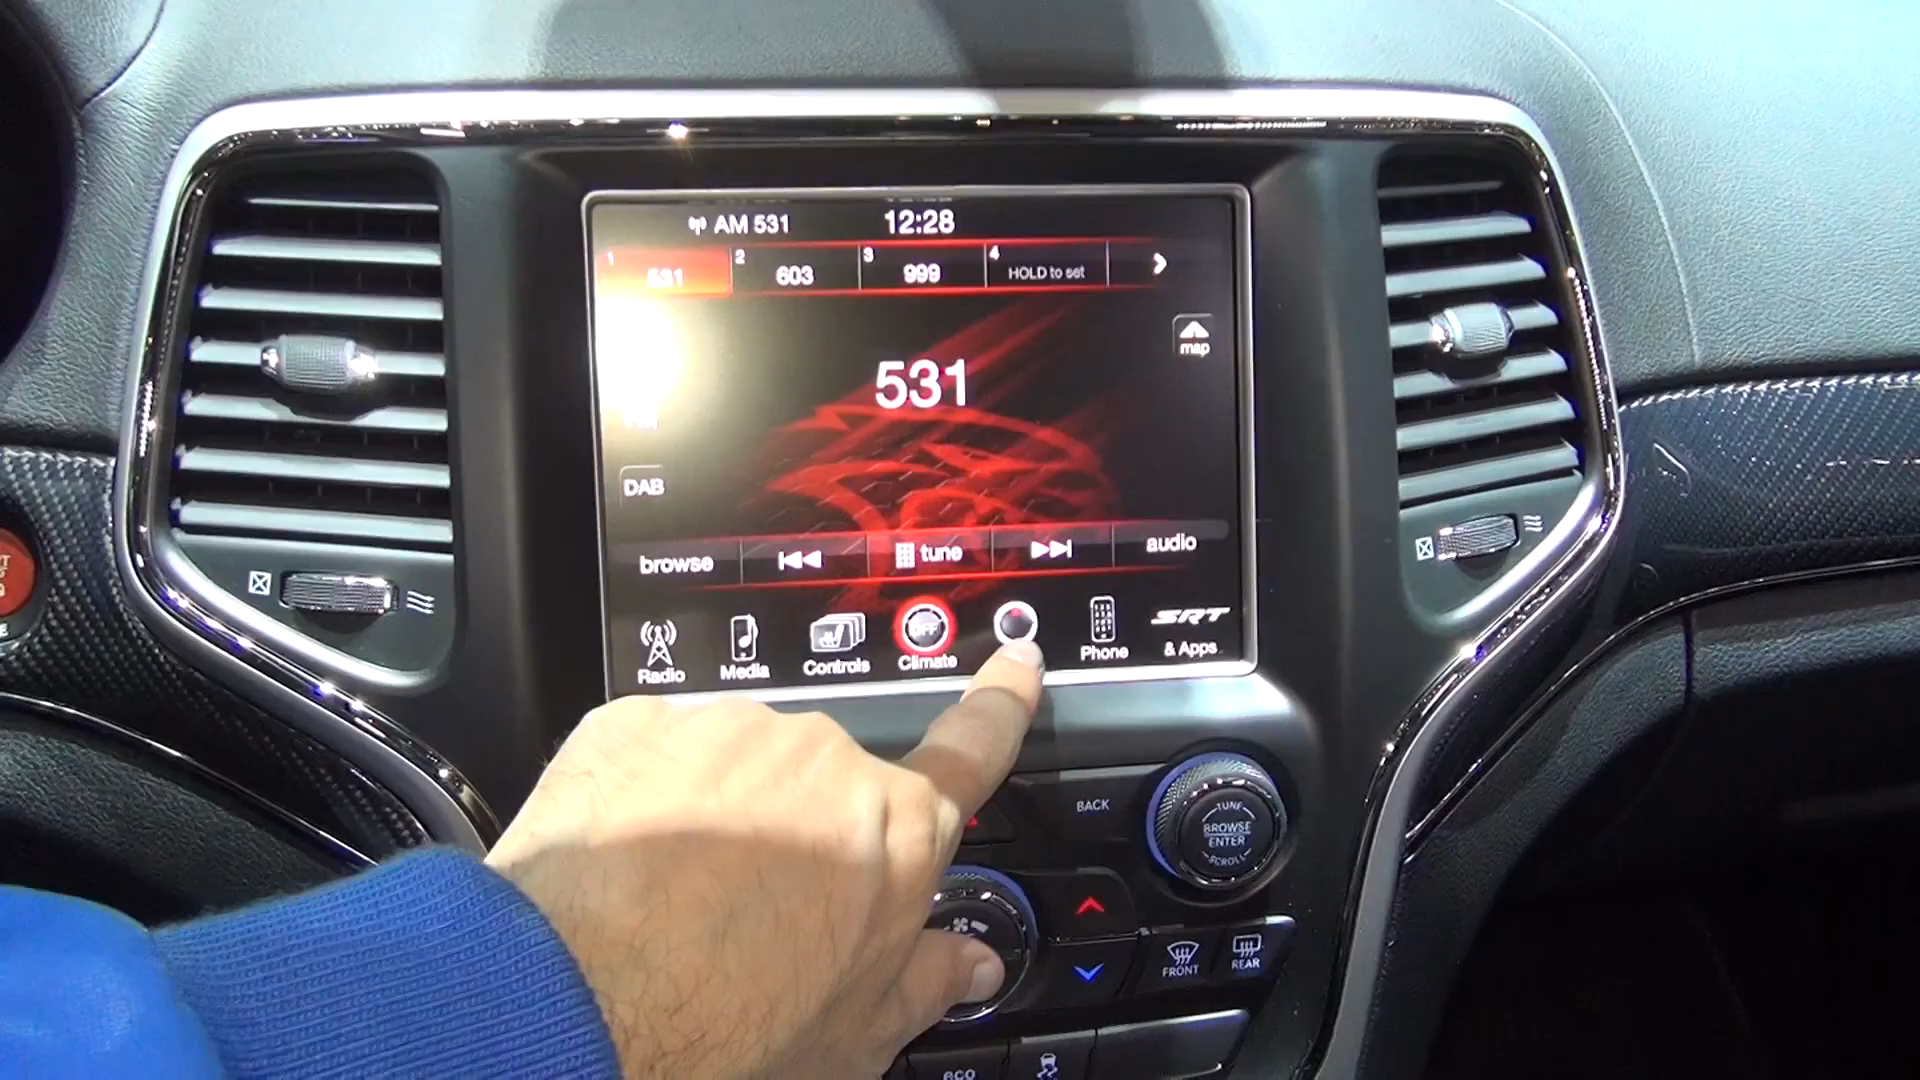 AM 531
12:28
1 531
2 603
3 999
4 HOLD to set
map
531
DAB
browse
tune
audio
Radio
Media
Controls
OFF
Climate
Phone
SRT
& Apps
BACK
TUNE
BROWSE
ENTER
SCROLL
FRONT
REAR
eco